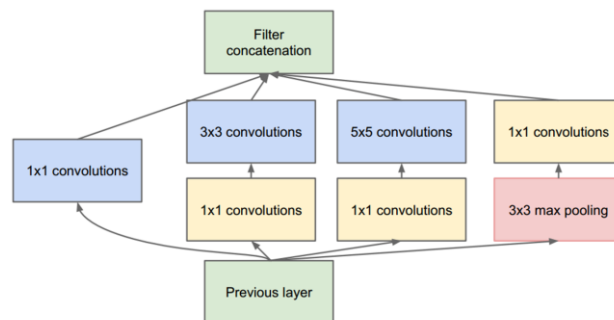 Filter
concatenation
3x3 convolutions
5x5 convolutions
1x1 convolutions
1x1 convolutions
1x1 convolutions
1x1 convolutions
3x3 max pooling
Previous layer